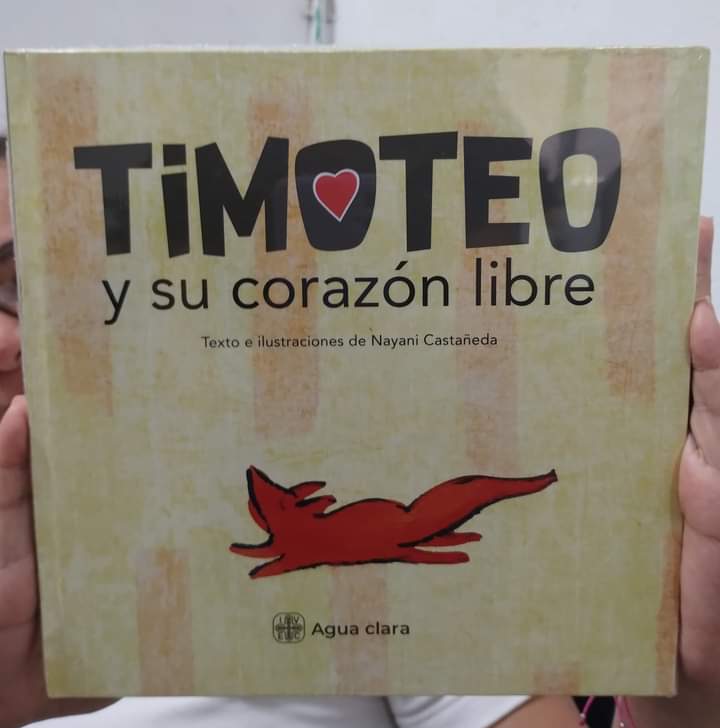 TiMOTEO
y su corazón libre
Texto e ilustraciones de Nayani Castañeda
Agua clara